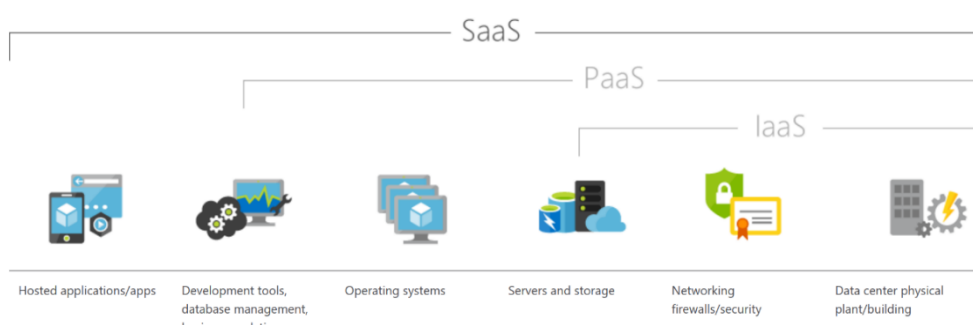 SaaS
PaaS
IaaS
Hosted applications/apps
Development tools,
database management,
Operating systems
Servers and storage
Networking
firewalls/security
Data center physical
plant/building